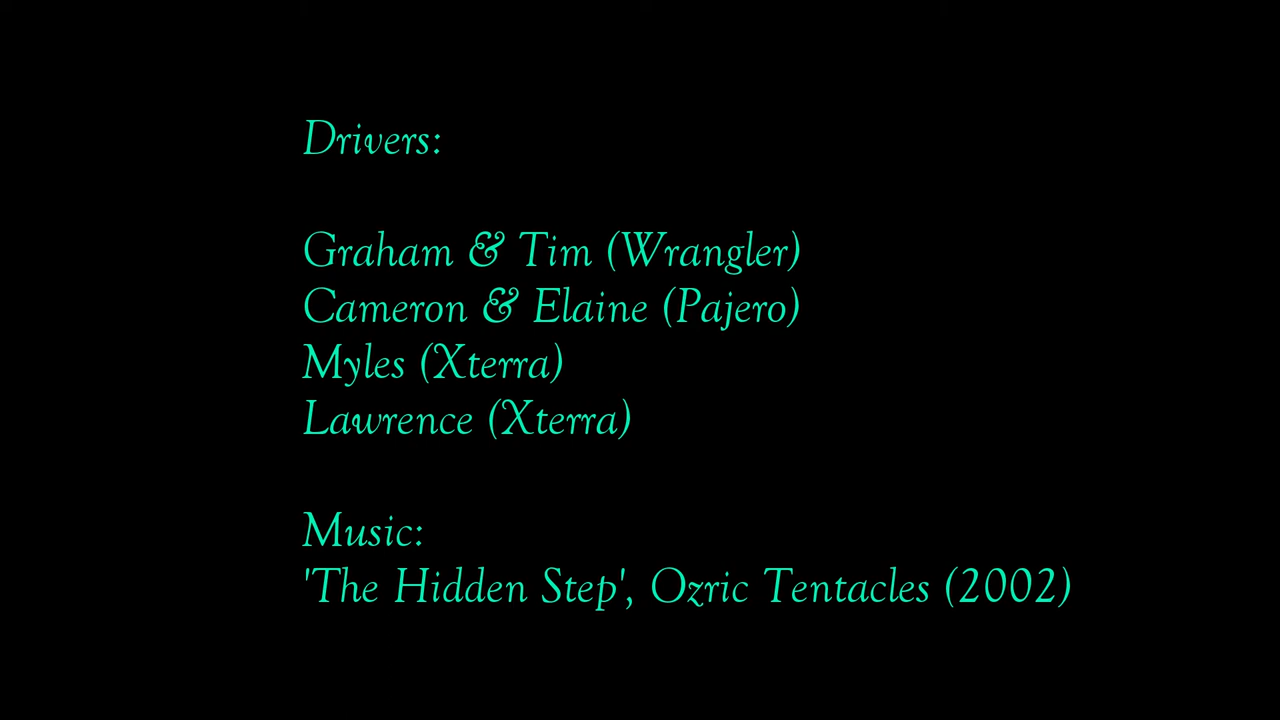 Drivers:
Graham & Tim (Wrangler)
Cameron & Elaine (Pajero)
Myles (Xterra)
Lawrence (Xterra)
Music:
'The Hidden Step', Ozric Tentacles (2002)